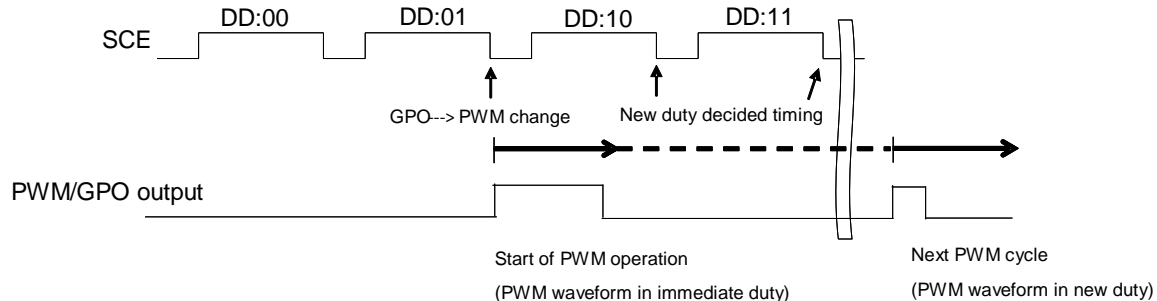 DD:00 DD:01 DD:10 DD:11
SCE
GPO---> PWM change
New duty decided timing
PWM/GPO output
Start of PWM operation
(PWM waveform in immediate duty)
Next PWM cycle
(PWM waveform in new duty)